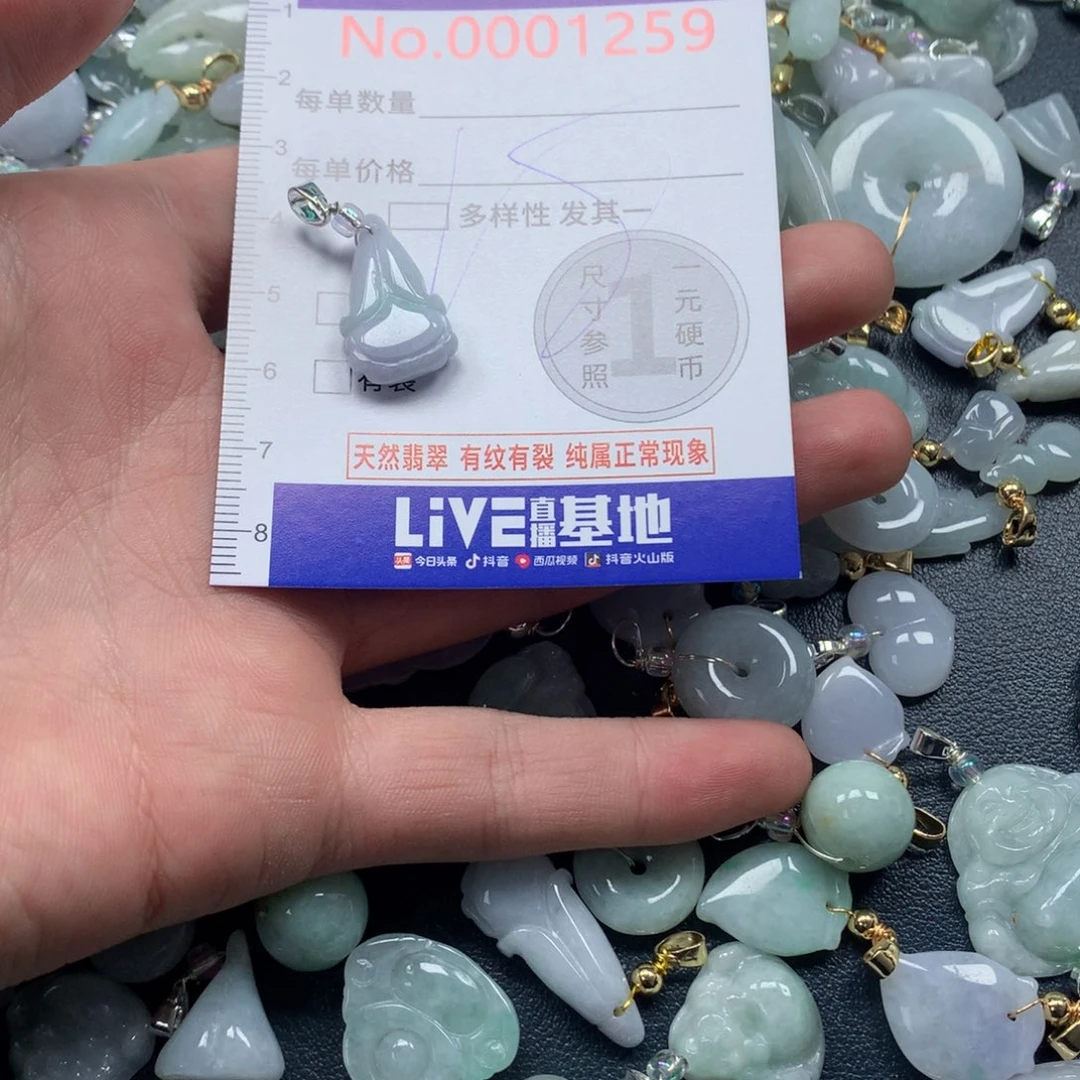 1
No.0001259
2
每单数量
3
每单价格
4
多样性 发其一
5
尺寸参照
1
一元硬币
6
7
天然翡翠 有纹有裂 纯属正常现象
8
LiVE直播基地
头条 今日头条 抖音 西瓜视频 抖音火山版